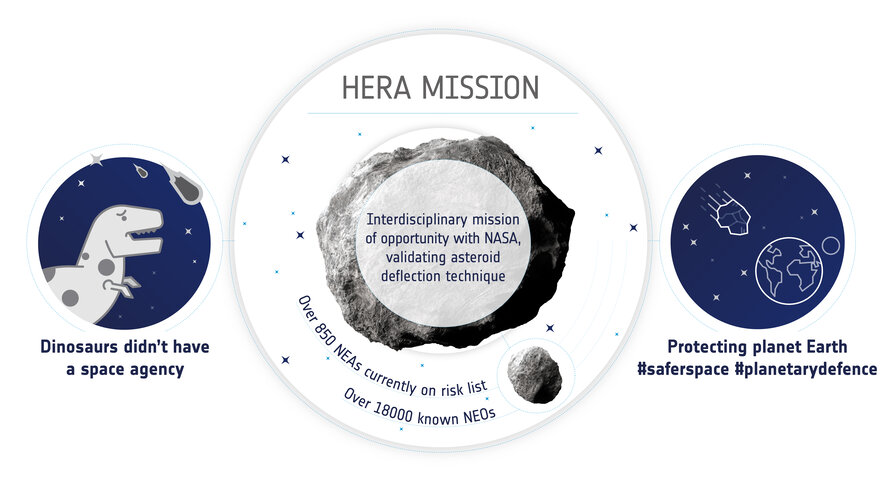 HERA MISSION
Interdisciplinary mission
of opportunity with NASA,
validating asteroid
deflection technique
Over 850 NEAs currently on risk list
Over 18000 known NEOs
Dinosaurs didn't have
a space agency
Protecting planet Earth
#saferspace #planetarydefence